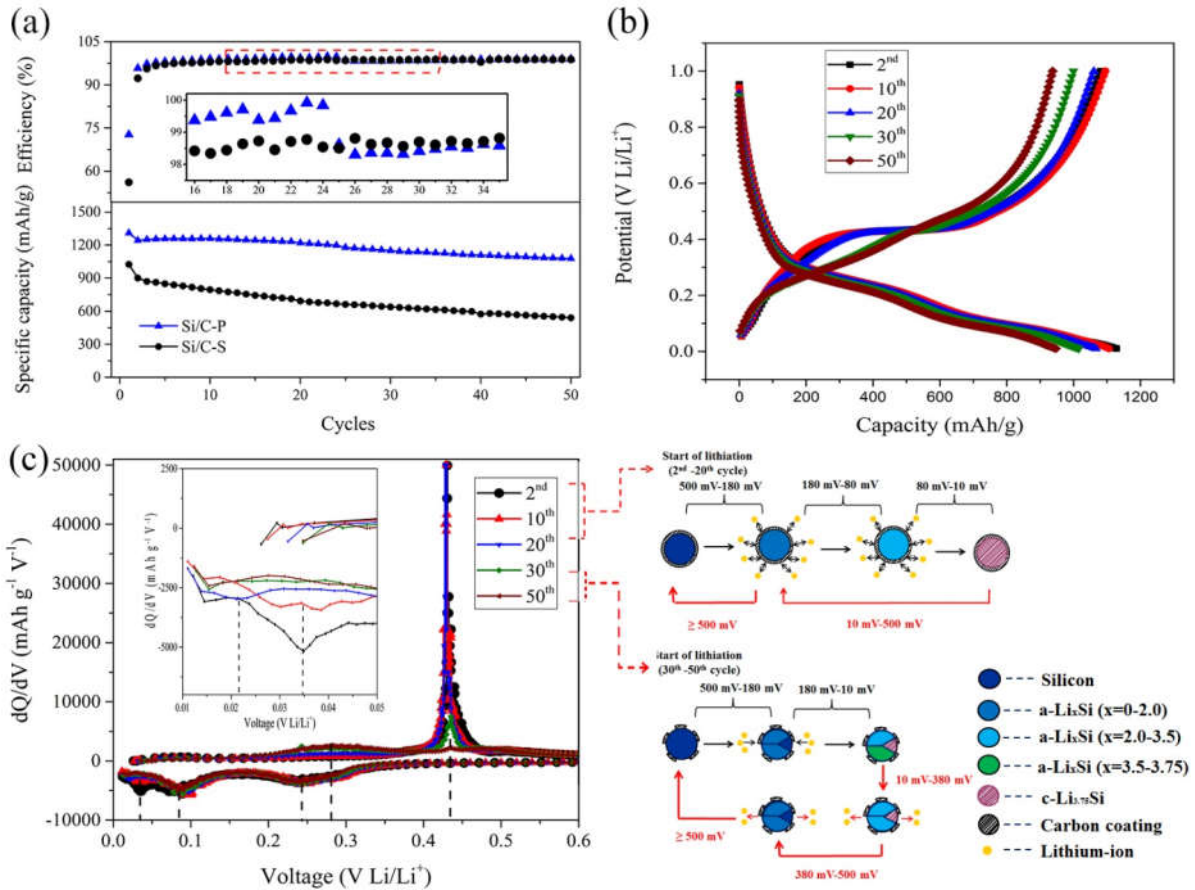 (a)
Efficiency (%)
105
100
75
50
100
99
98
16 18 20 22 24 26 28 30 32 34
Specific capacity (mAh/g)
1500
1200
900
600
300
0
Si/C-P
Si/C-S
0 10 20 30 40 50
Cycles
(b)
Potential (V Li/Li+)
1.0
0.8
0.6
0.4
0.2
0.0
2nd
10th
20th
30th
50th
0 200 400 600 800 1000
Capacity (mAh/g)
(c)
dQ/dV (mAh g-1 V-1)
50000
40000
30000
20000
10000
0
-10000
dQ/dV (mAh g-1 V-1)
2500
0
-2500
-5000
0.01 0.02 0.03 0.04 0.05
Voltage (V Li/Li+)
2nd
10th
20th
30th
50th
0.0 0.1 0.2 0.3 0.4 0.5 0.6
Voltage (V Li/Li+)
Start of lithiation
(2nd -20th cycle)
500 mV-180 mV
180 mV-80 mV
80 mV-10 mV
≥ 500 mV
10 mV-500 mV
Start of lithiation
(30th -50th cycle)
500 mV-180 mV
180 mV-10 mV
10 mV-380 mV
≥ 500 mV
380 mV-500 mV
Silicon
a-LixSi (x=0-2.0)
a-LixSi (x=2.0-3.5)
a-LixSi (x=3.5-3.75)
c-Li3.75Si
Carbon coating
Lithium-ion